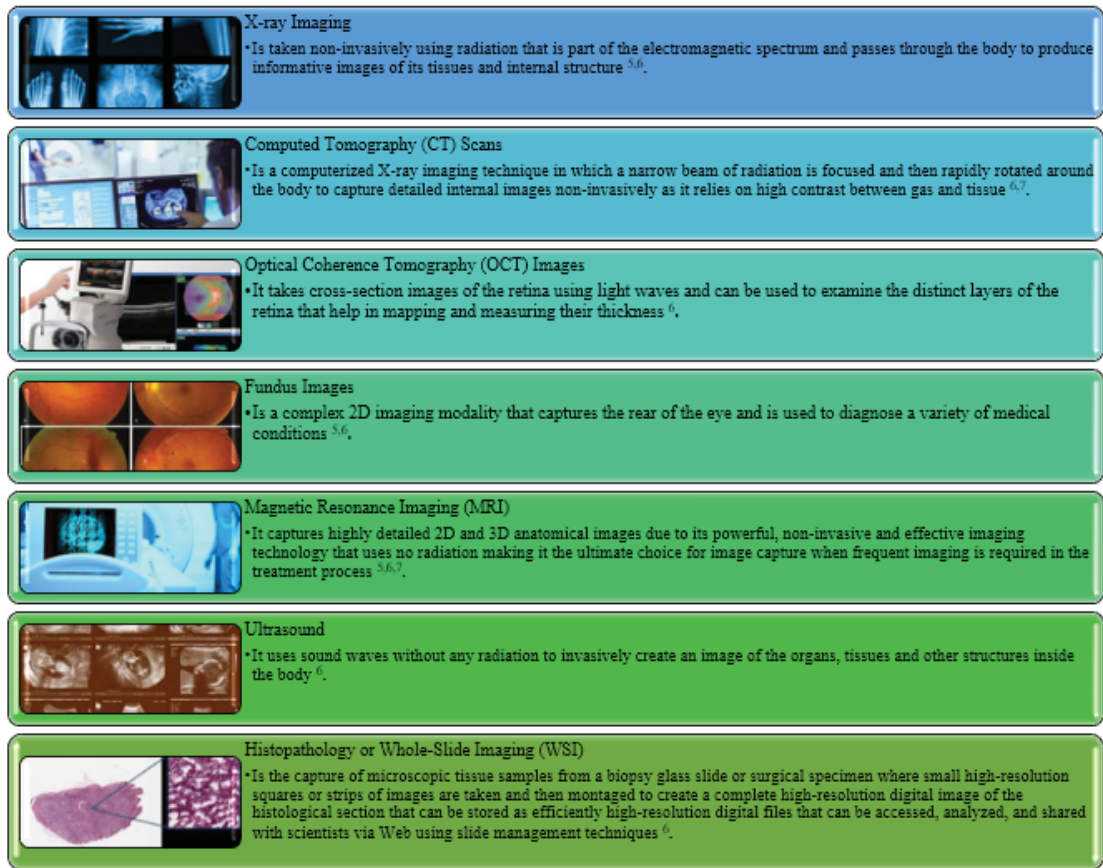 X-ray Imaging
•Is taken non-invasively using radiation that is part of the electromagnetic spectrum and passes through the body to produce
informative images of its tissues and internal structure 5,6.
Computed Tomography (CT) Scans
•Is a computerized X-ray imaging technique in which a narrow beam of radiation is focused and then rapidly rotated around
the body to capture detailed internal images non-invasively as it relies on high contrast between gas and tissue 6,7.
Optical Coherence Tomography (OCT) Images
•It takes cross-section images of the retina using light waves and can be used to examine the distinct layers of the
retina that help in mapping and measuring their thickness 6.
Fundus Images
•Is a complex 2D imaging modality that captures the rear of the eye and is used to diagnose a variety of medical
conditions 5,6.
Magnetic Resonance Imaging (MRI)
•It captures highly detailed 2D and 3D anatomical images due to its powerful, non-invasive and effective imaging
technology that uses no radiation making it the ultimate choice for image capture when frequent imaging is required in the
treatment process 5,6,7.
Ultrasound
•It uses sound waves without any radiation to invasively create an image of the organs, tissues and other structures inside
the body 6.
Histopathology or Whole-Slide Imaging (WSI)
•Is the capture of microscopic tissue samples from a biopsy glass slide or surgical specimen where small high-resolution
squares or strips of images are taken and then montaged to create a complete high-resolution digital image of the
histological section that can be stored as efficiently high-resolution digital files that can be accessed, analyzed, and shared
with scientists via Web using slide management techniques 6.